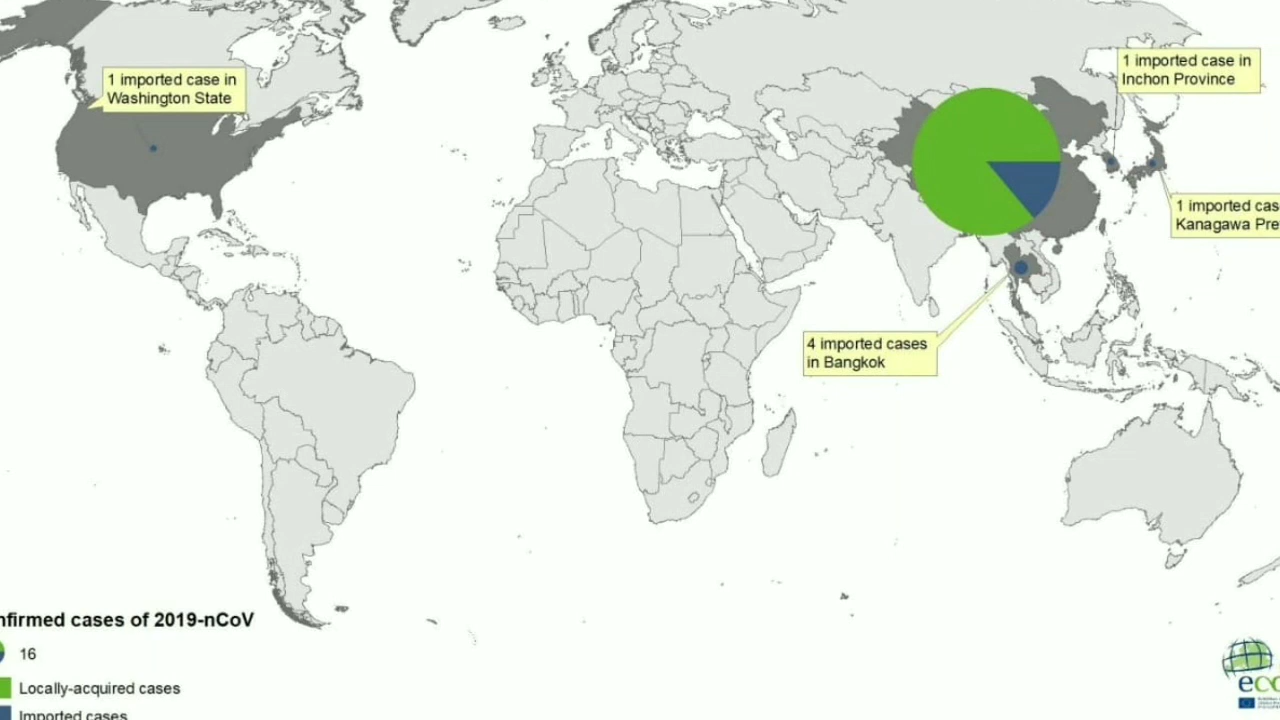 1 imported case in
Washington State
1 imported case in
Inchon Province
1 imported cas
Kanagawa Pre
4 imported cases
in Bangkok
nfirmed cases of 2019-nCoV
16
Locally-acquired cases
Imported cases
ecd